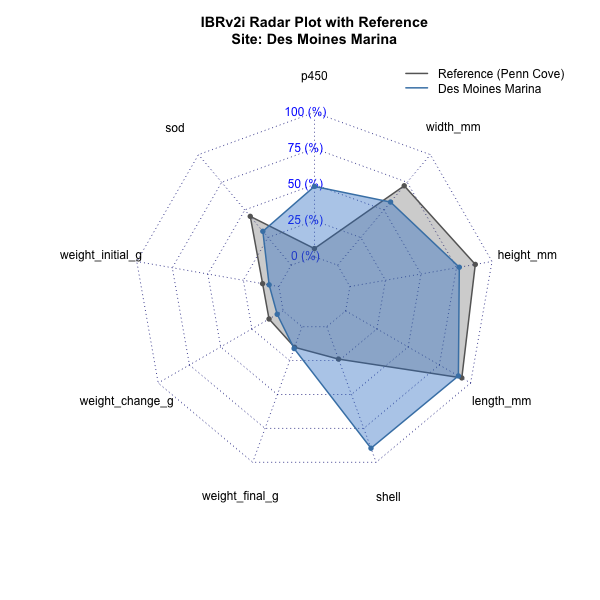 IBRv2i Radar Plot with Reference
Site: Des Moines Marina
Reference (Penn Cove)
Des Moines Marina
p450
width_mm
height_mm
length_mm
shell
weight_final_g
weight_change_g
weight_initial_g
sod
100 (%)
75 (%)
50 (%)
25 (%)
0 (%)